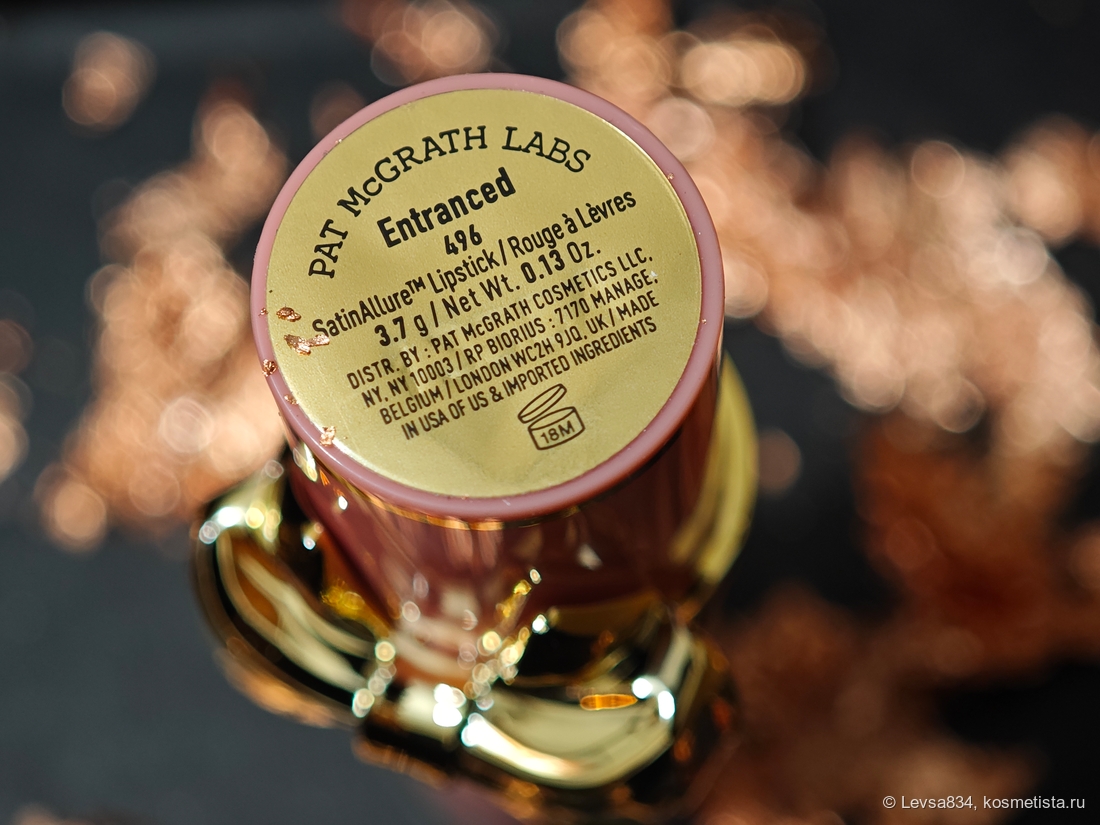 PAT McGRATH LABS
Entranced
496
SatinAllure™ Lipstick / Rouge à Lèvres
3.7 g / Net Wt. 0.13 Oz.
DISTR. BY : PAT McGRATH COSMETICS LLC,
NY, NY 10003 / RP BIORIUS : 7170 MANAGE,
BELGIUM / LONDON WC2H 9JQ, UK / MADE
IN USA OF US & IMPORTED INGREDIENTS
18M
© Levsa834, kosmetista.ru